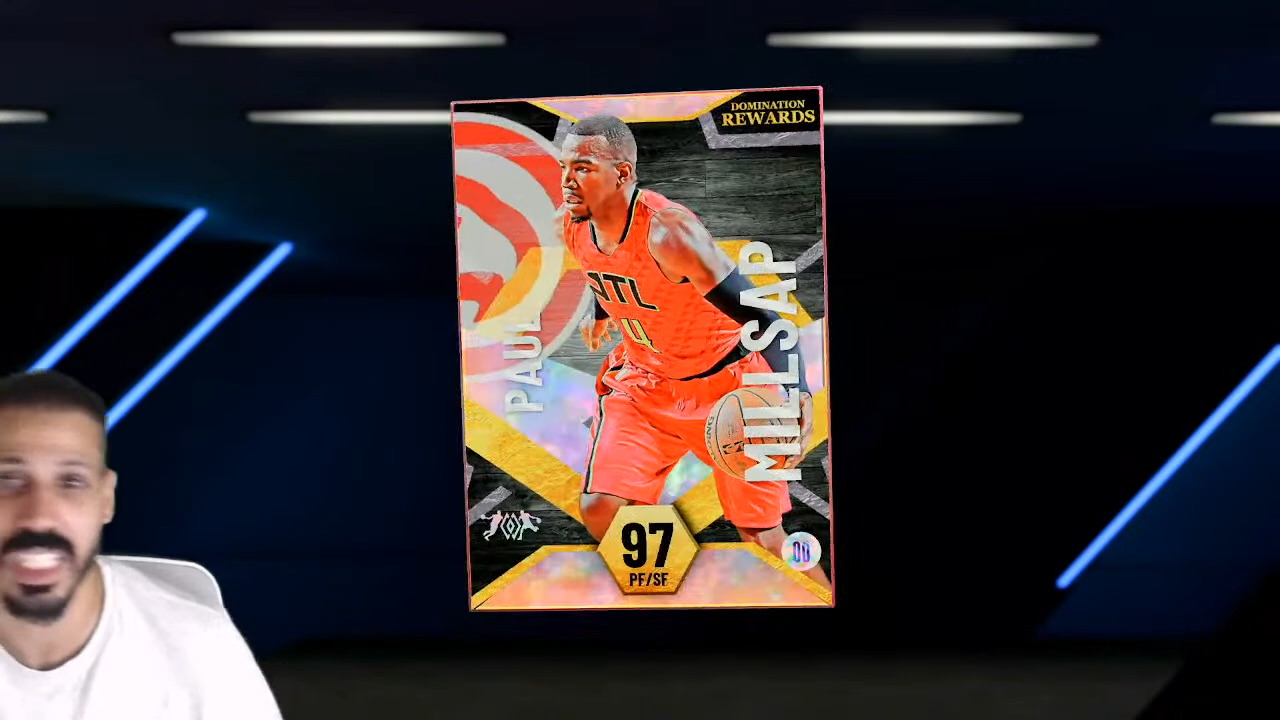 DOMINATION
REWARDS
PAUL
MILLSAP
ATL
4
97
PF/SF